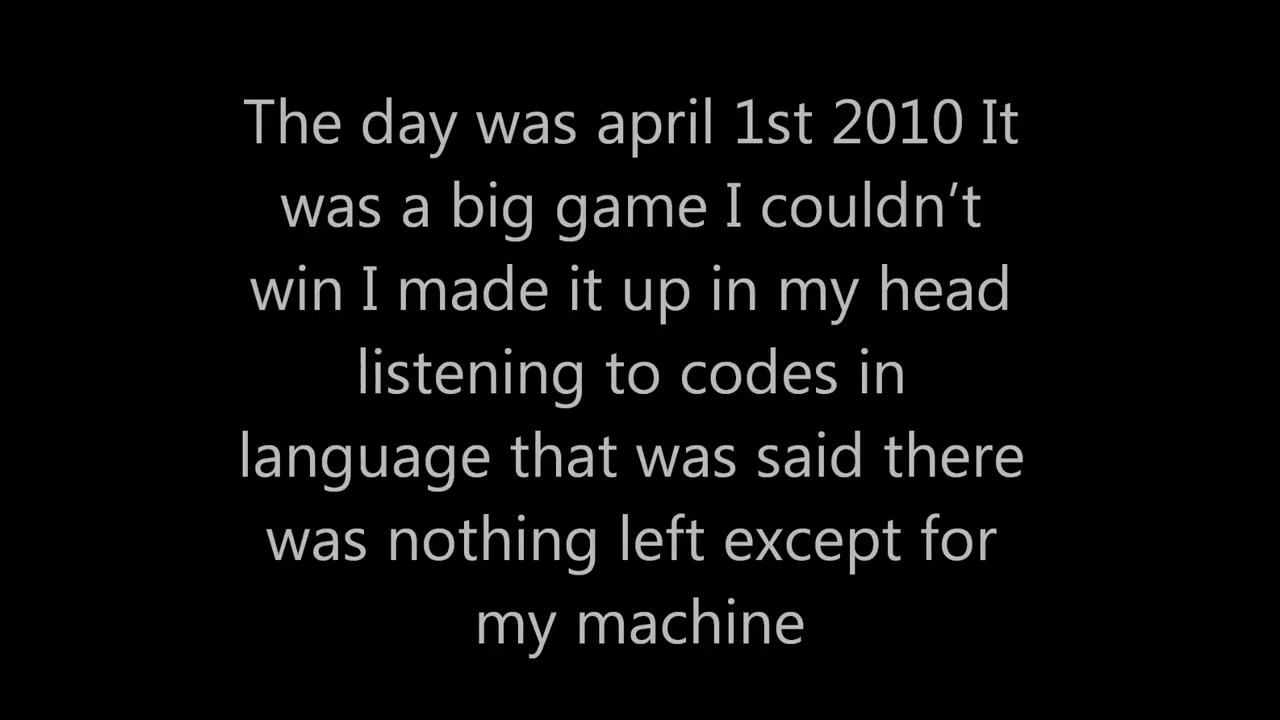 The day was april 1st 2010 It
was a big game I couldn’t
win I made it up in my head
listening to codes in
language that was said there
was nothing left except for
my machine